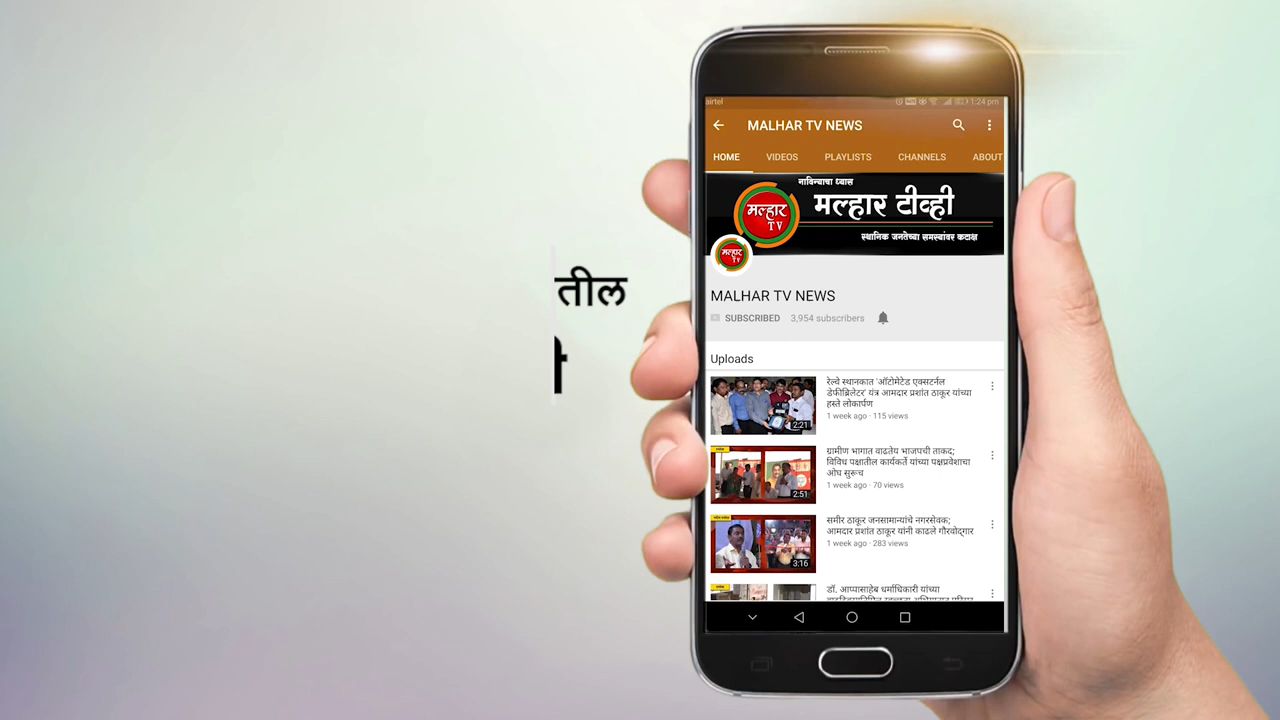 तील
airtel
1:24 pm
MALHAR TV NEWS
HOME VIDEOS PLAYLISTS CHANNELS ABOUT
नाविन्याचा ध्यास
मल्हार टीव्ही
मल्हार
TV
स्थानिक जनतेच्या समस्यांवर कटाक्ष
मल्हार
TV
MALHAR TV NEWS
SUBSCRIBED 3,954 subscribers
Uploads
रेल्वे स्थानकात 'ऑटोमेटेड एक्सटर्नल
डेफीब्रिलेटर' यंत्र आमदार प्रशांत ठाकूर यांच्या
हस्ते लोकार्पण
1 week ago · 115 views
2:21
ग्रामीण भागात वाढतेय भाजपची ताकद;
विविध पक्षातील कार्यकर्ते यांच्या पक्षप्रवेशाचा
ओघ सुरूच
1 week ago · 70 views
2:51
समीर ठाकूर जनसामान्यांचे नगरसेवक;
आमदार प्रशांत ठाकूर यांनी काढले गौरवोद्गार
1 week ago · 283 views
3:16
डॉ. आप्पासाहेब धर्माधिकारी यांच्या